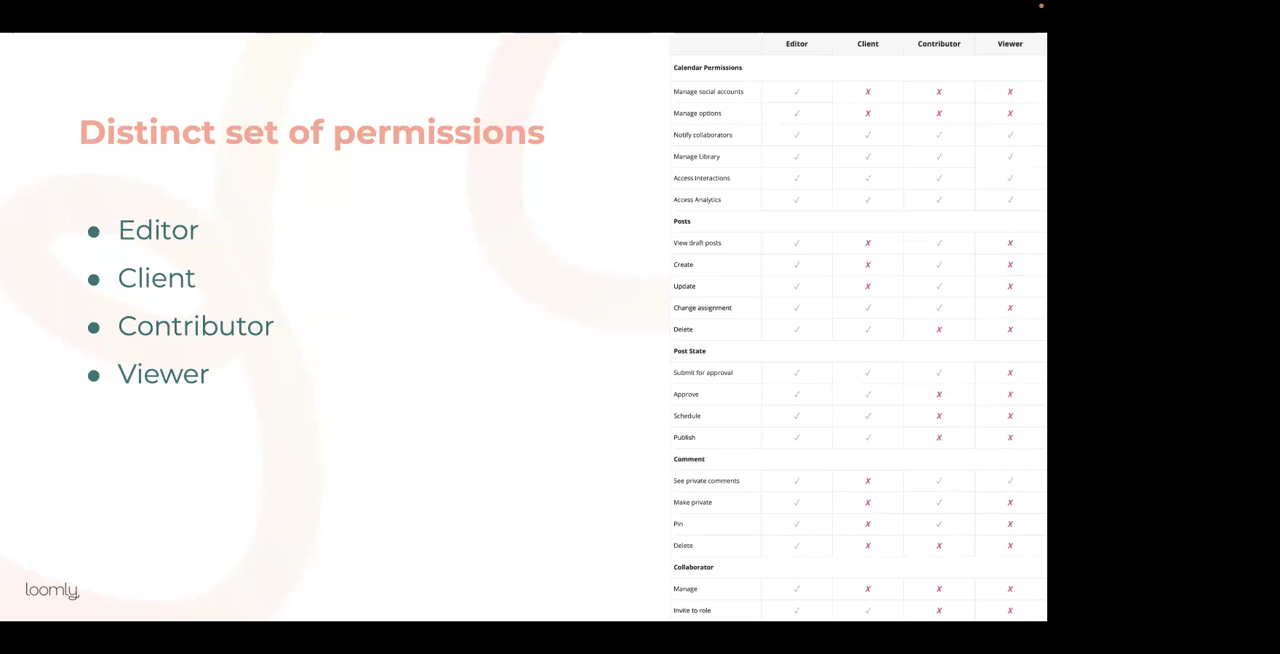 Distinct set of permissions
● Editor
● Client
● Contributor
● Viewer
loomly.
Editor Client Contributor Viewer
Calendar Permissions
Manage social accounts ✓ X X X
Manage options ✓ X X X
Notify collaborators ✓ ✓ ✓ ✓
Manage Library ✓ ✓ ✓ ✓
Access Interactions ✓ ✓ ✓ ✓
Access Analytics ✓ ✓ ✓ ✓
Posts
View draft posts ✓ X ✓ X
Create ✓ X ✓ X
Update ✓ X ✓ X
Change assignment ✓ ✓ ✓ X
Delete ✓ ✓ X X
Post State
Submit for approval ✓ ✓ ✓ X
Approve ✓ ✓ X X
Schedule ✓ ✓ X X
Publish ✓ ✓ X X
Comment
See private comments ✓ X ✓ ✓
Make private ✓ X ✓ X
Pin ✓ X ✓ X
Delete ✓ X X X
Collaborator
Manage ✓ X X X
Invite to role ✓ ✓ X X